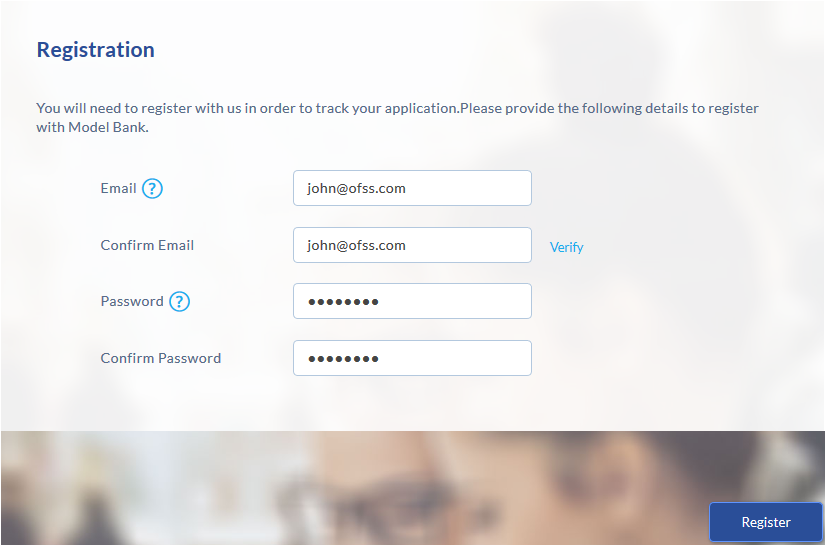 Registration
You will need to register with us in order to track your application.Please provide the following details to register
with Model Bank.
Email ? john@ofss.com
Confirm Email john@ofss.com Verify
Password ? ●●●●●●●●
Confirm Password ●●●●●●●●
Register